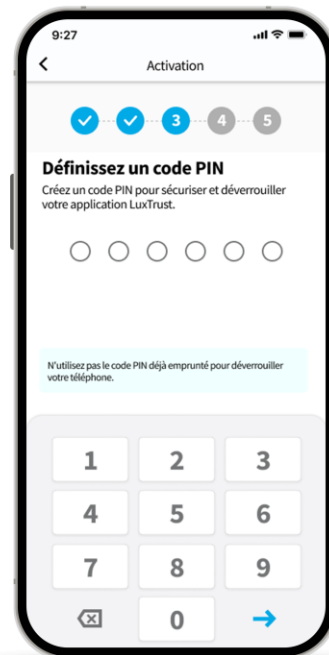 9:27
Activation
3 4 5
Définissez un code PIN
Créez un code PIN pour sécuriser et déverrouiller
votre application LuxTrust.
N'utilisez pas le code PIN déjà emprunté pour déverrouiller
votre téléphone.
1 2 3
4 5 6
7 8 9
0